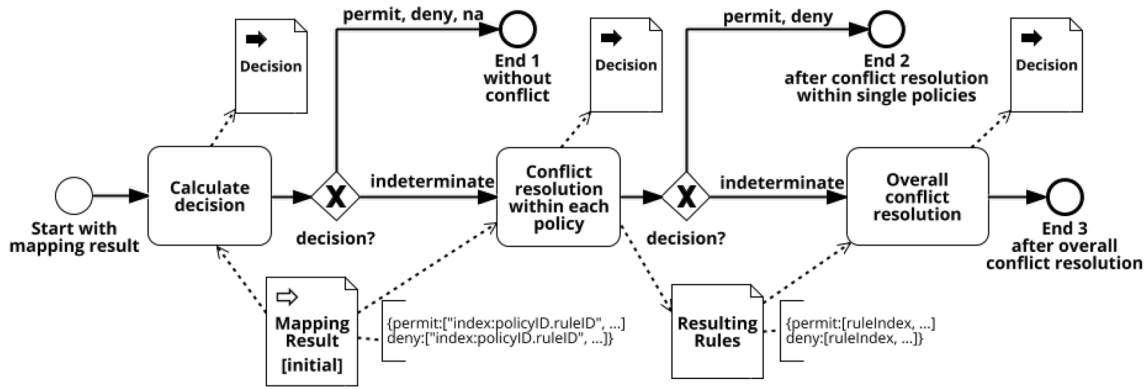 permit, deny, na
permit, deny
Decision
End 1
without
conflict
Decision
End 2
after conflict resolution
within single policies
Decision
Calculate
decision
X
indeterminate
Conflict
resolution
within each
policy
X
indeterminate
Overall
conflict
resolution
Start with
mapping result
decision?
decision?
End 3
after overall
conflict resolution
Mapping
Result
[initial]
{permit:["index:policyID.ruleID", ...]
deny:["index:policyID.ruleID", ...]}
Resulting
Rules
{permit:[ruleIndex, ...]
deny:[ruleIndex, ...]}